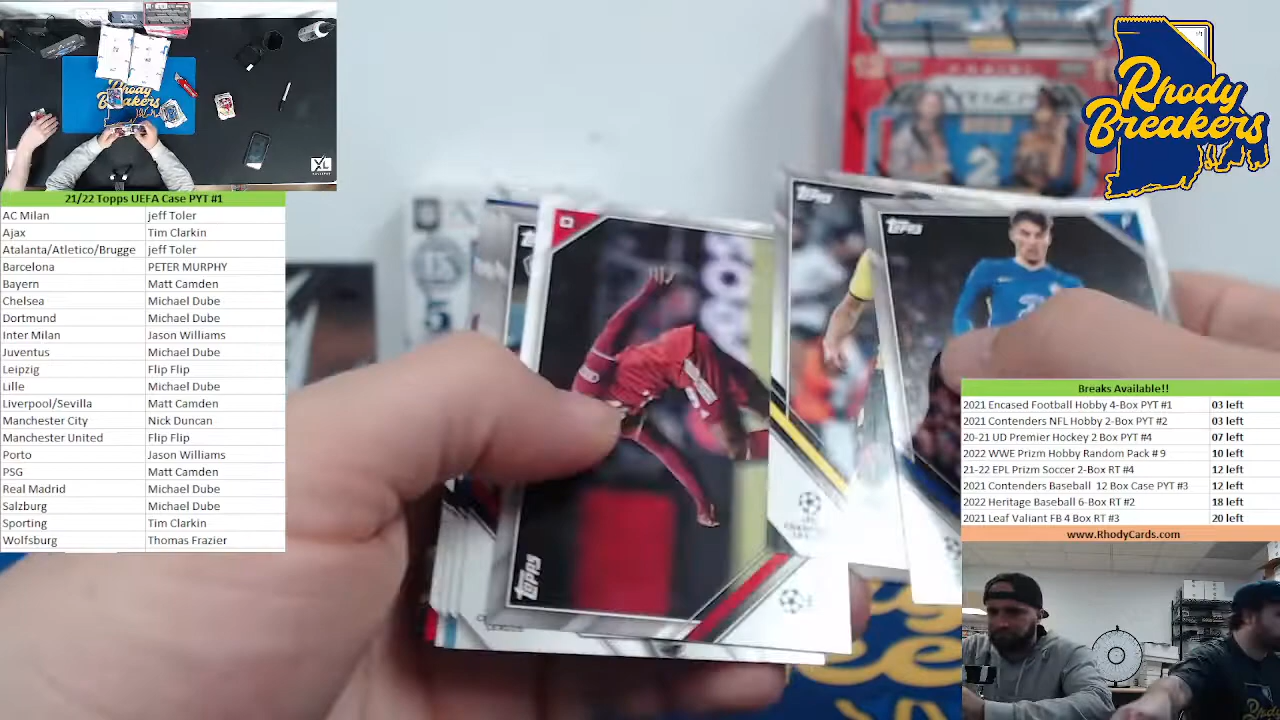 21/22 Topps UEFA Case PYT #1
AC Milan jeff Toler
Ajax Tim Clarkin
Atalanta/Atletico/Brugge jeff Toler
Barcelona PETER MURPHY
Bayern Matt Camden
Chelsea Michael Dube
Dortmund Michael Dube
Inter Milan Jason Williams
Juventus Michael Dube
Leipzig Flip Flip
Lille Michael Dube
Liverpool/Sevilla Matt Camden
Manchester City Nick Duncan
Manchester United Flip Flip
Porto Jason Williams
PSG Matt Camden
Real Madrid Michael Dube
Salzburg Michael Dube
Sporting Tim Clarkin
Wolfsburg Thomas Frazier
Rhody
Breakers
XL
Topps
Topps
Topps
PRIZM
Rhody
Breakers
Breaks Available!!
2021 Encased Football Hobby 4-Box PYT #1 03 left
2021 Contenders NFL Hobby 2-Box PYT #2 03 left
20-21 UD Premier Hockey 2 Box PYT #4 07 left
2022 WWE Prizm Hobby Random Pack # 9 10 left
21-22 EPL Prizm Soccer 2-Box RT #4 12 left
2021 Contenders Baseball 12 Box Case PYT #3 12 left
2022 Heritage Baseball 6-Box RT #2 18 left
2021 Leaf Valiant FB 4 Box RT #3 20 left
www.RhodyCards.com